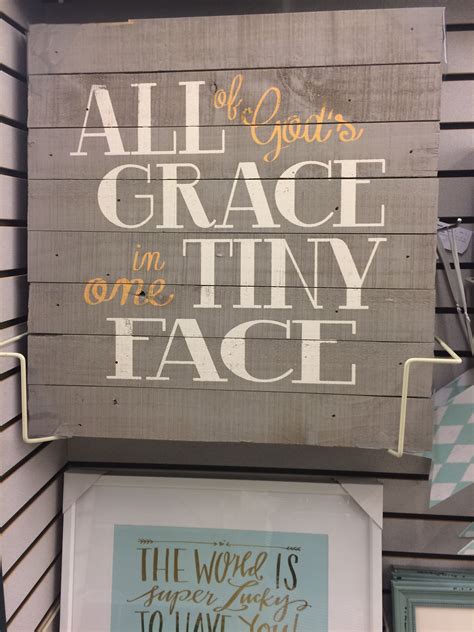 ALL of God's
GRACE
in TINY
one
FACE
THE WORLD IS
super Lucky
TO HAVE YOU!